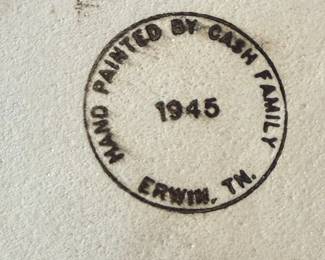 HAND PAINTED BY CASH FAMILY
1945
ERWIN, TN.